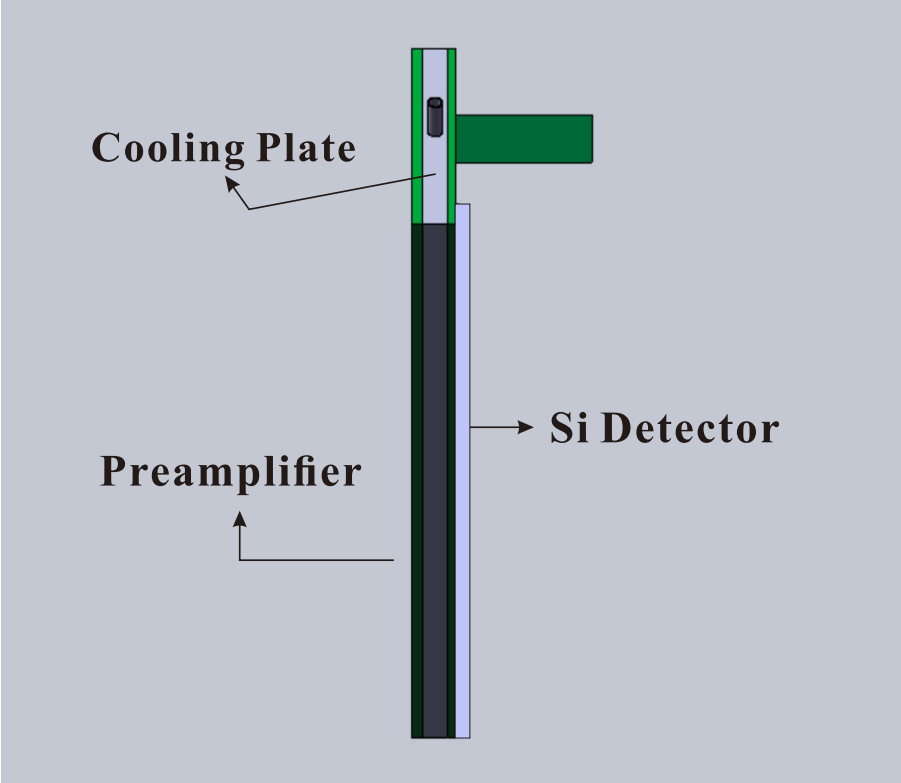 Cooling Plate
Si Detector
Preamplifier